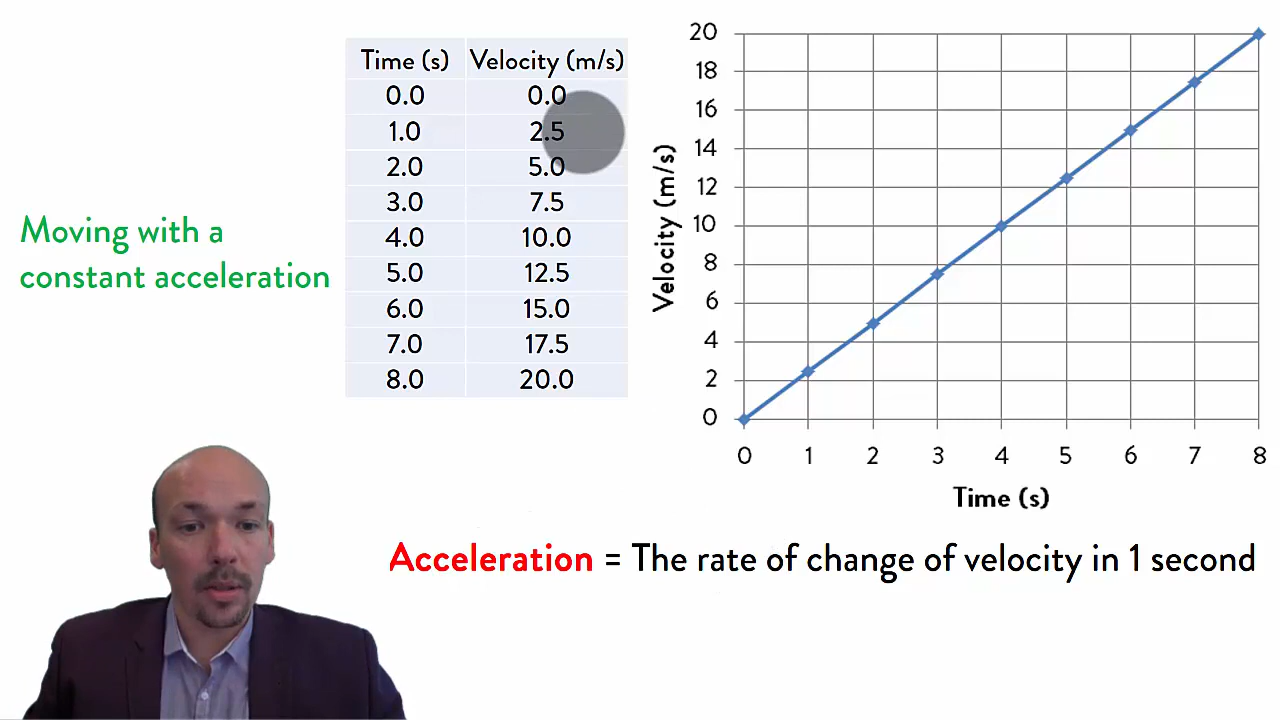 Moving with a
constant acceleration
Time (s) Velocity (m/s)
0.0 0.0
1.0 2.5
2.0 5.0
3.0 7.5
4.0 10.0
5.0 12.5
6.0 15.0
7.0 17.5
8.0 20.0
Velocity (m/s)
20
18
16
14
12
10
8
6
4
2
0
0 1 2 3 4 5 6 7 8
Time (s)
Acceleration = The rate of change of velocity in 1 second